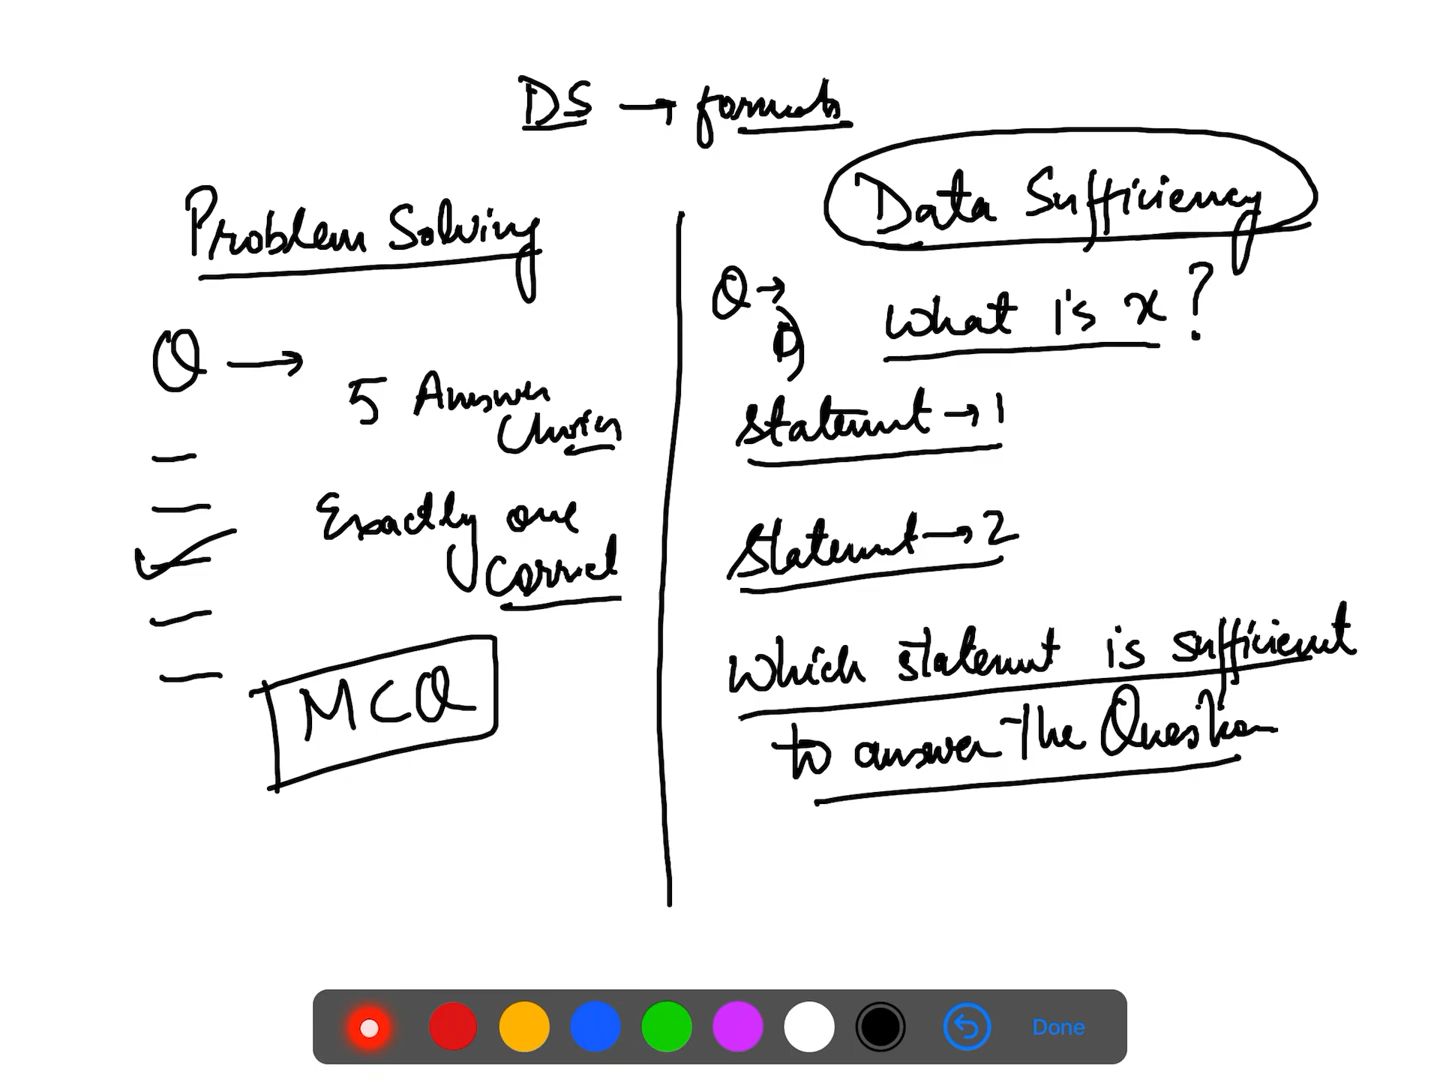 DS → formats
Problem Solving
Q →
5 Answer
Choices
Exactly one
Correct
MCQ
Data Sufficiency
Q →
What is x?
Statement → 1
Statement → 2
Which statement is sufficient
to answer The Question
Done